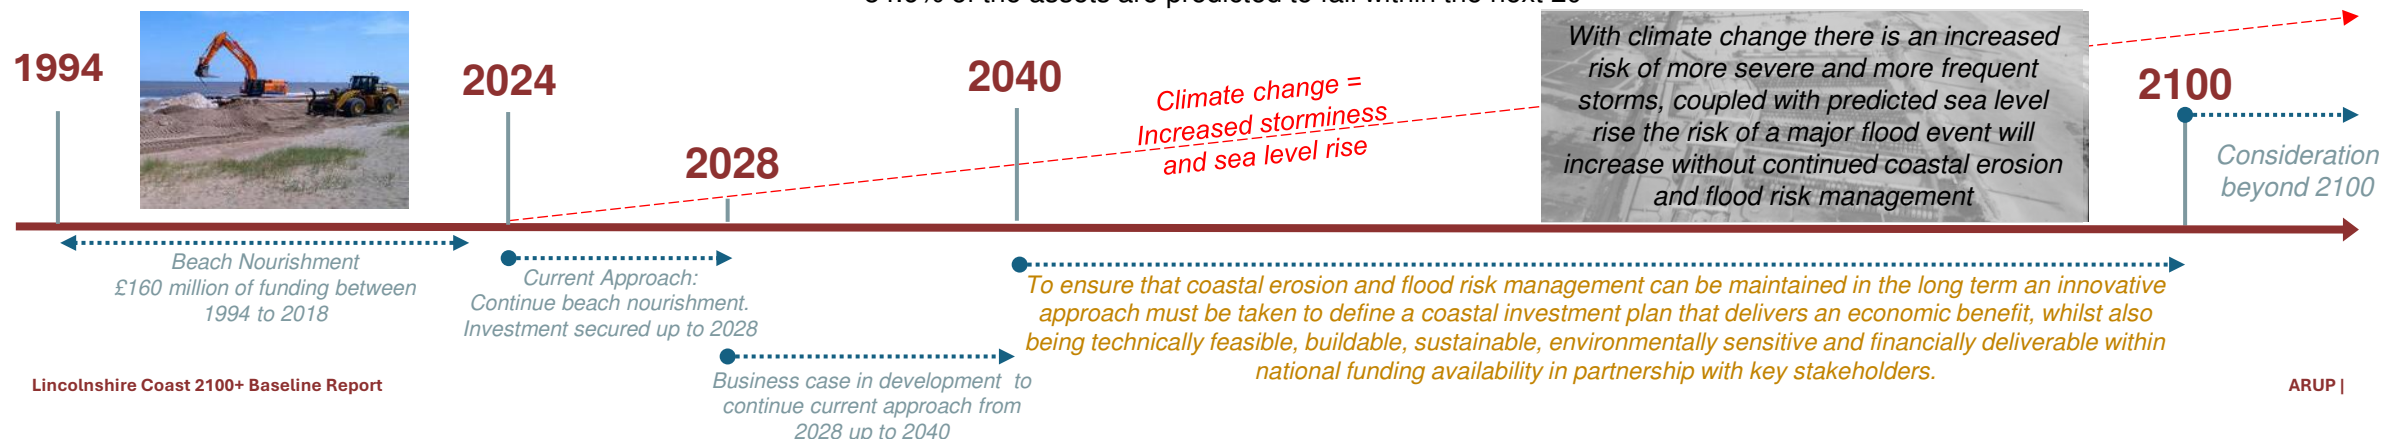 1994
2024
2028
2040
2100
Climate change =
Increased storminess
and sea level rise
With climate change there is an increased
risk of more severe and more frequent
storms, coupled with predicted sea level
rise the risk of a major flood event will
increase without continued coastal erosion
and flood risk management
Consideration
beyond 2100
Beach Nourishment
£160 million of funding between
1994 to 2018
Current Approach:
Continue beach nourishment.
Investment secured up to 2028
Business case in development to
continue current approach from
2028 up to 2040
To ensure that coastal erosion and flood risk management can be maintained in the long term an innovative
approach must be taken to define a coastal investment plan that delivers an economic benefit, whilst also
being technically feasible, buildable, sustainable, environmentally sensitive and financially deliverable within
national funding availability in partnership with key stakeholders.
Lincolnshire Coast 2100+ Baseline Report
ARUP |